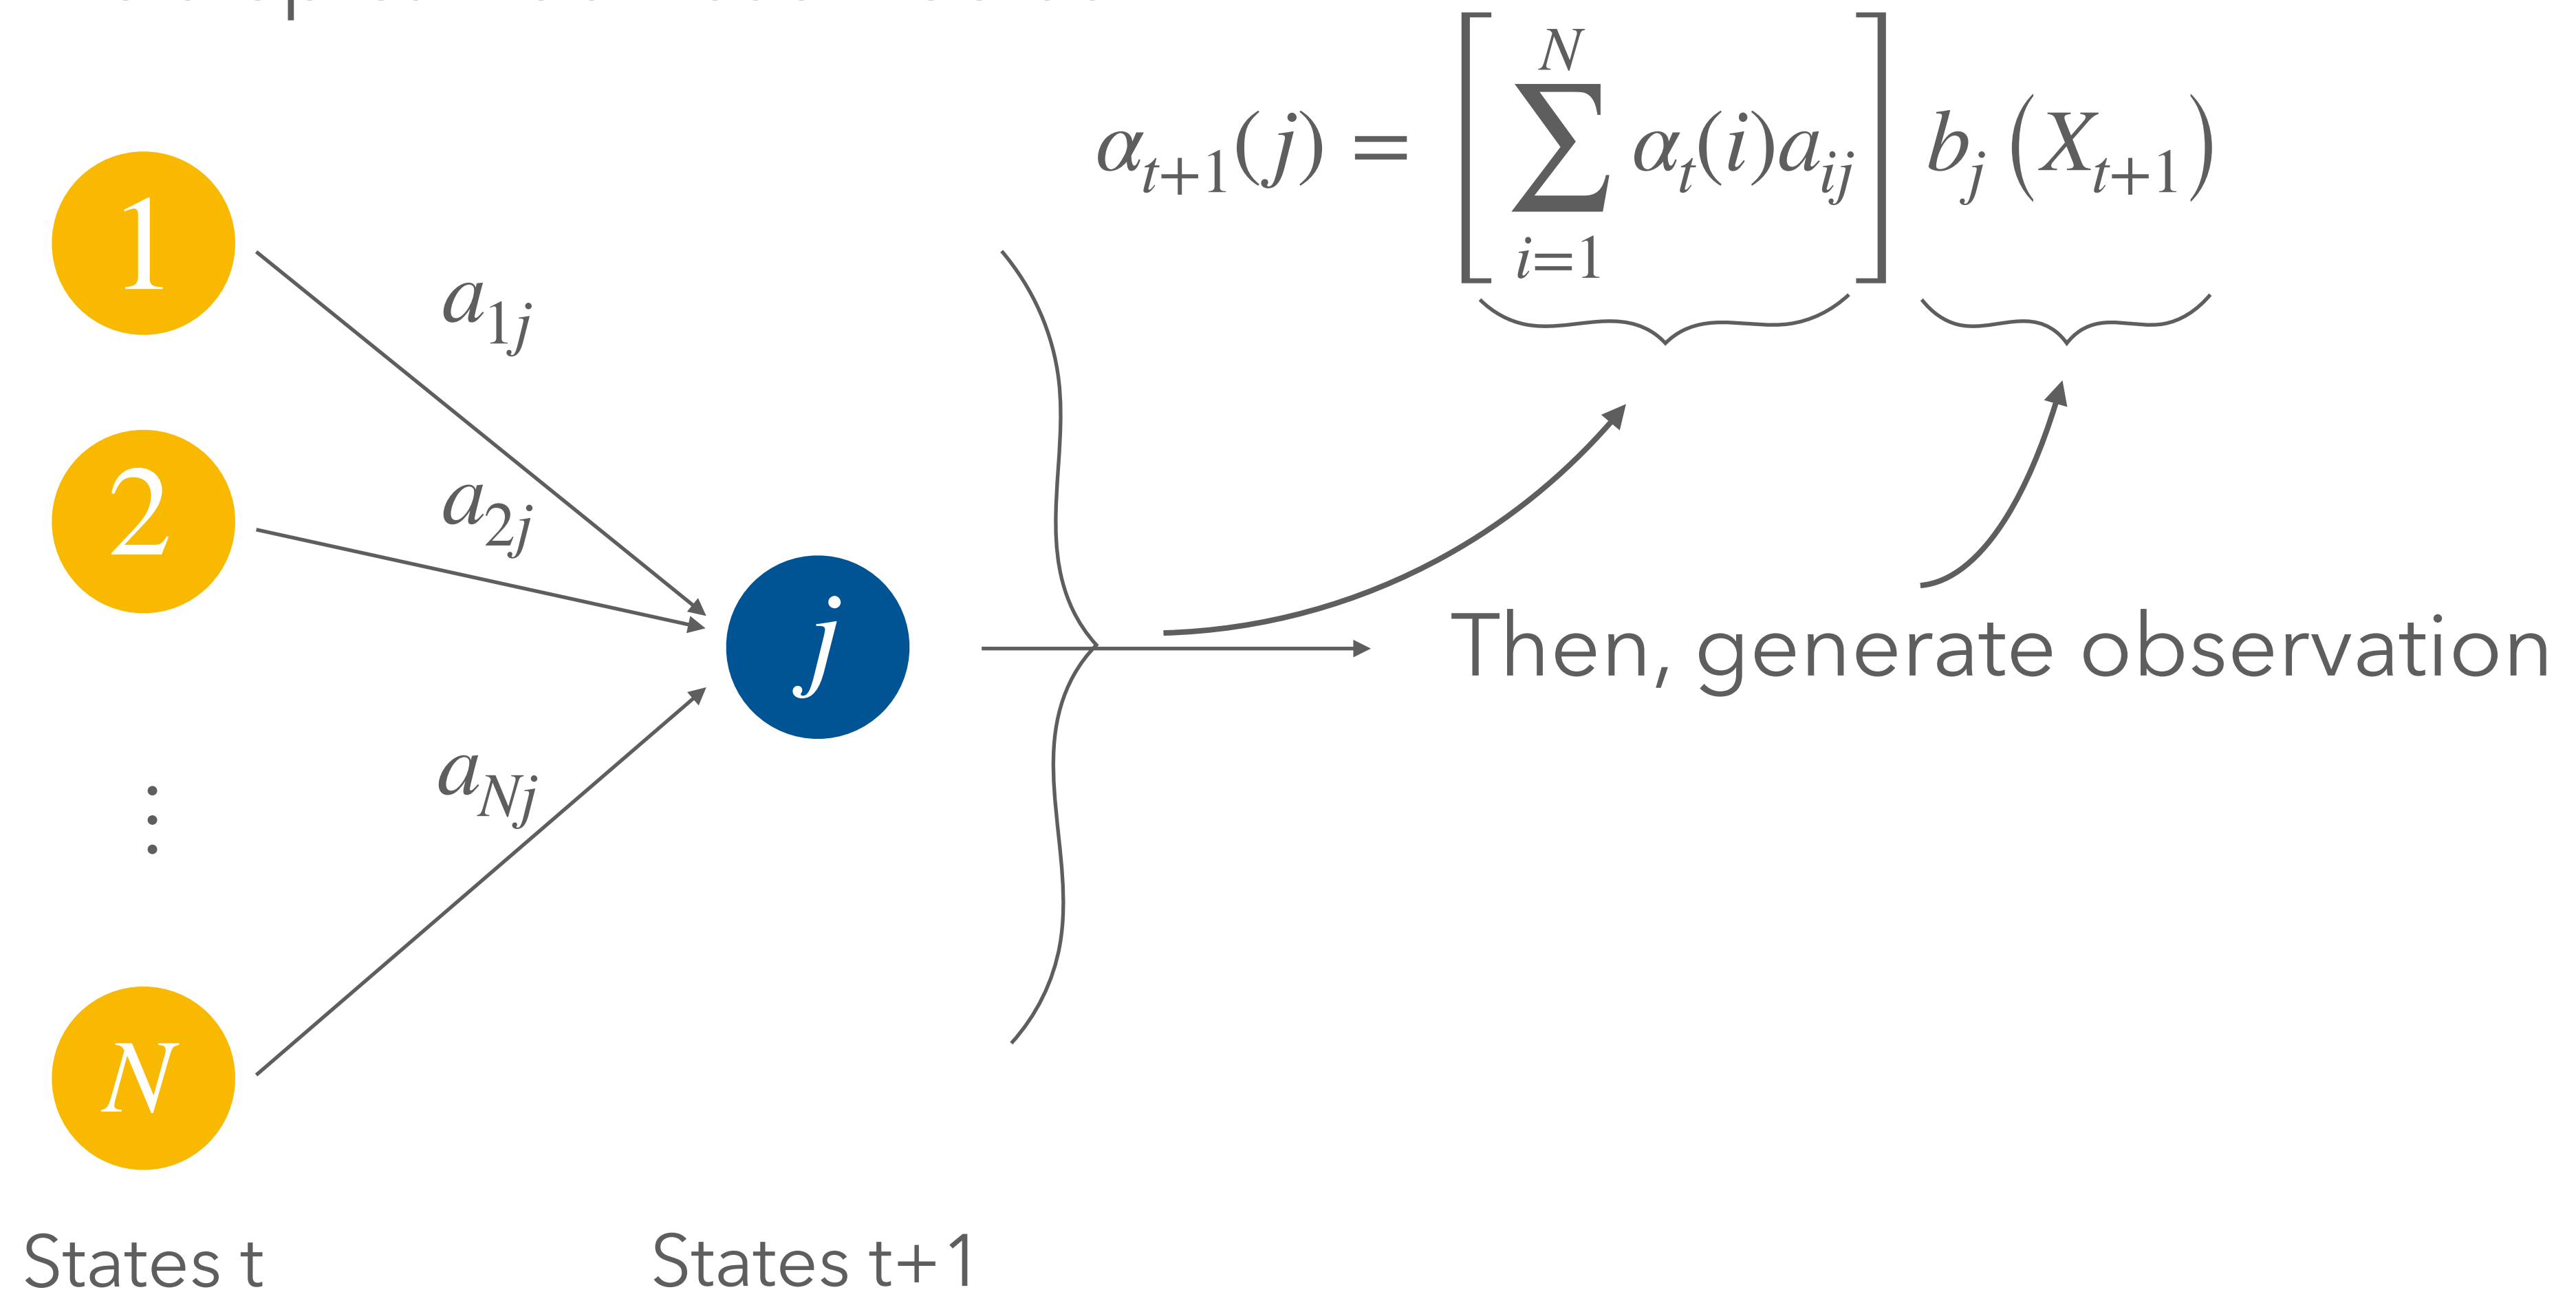 α_{t+1}(j) = [ \sum_{i=1}^{N} α_t(i)a_{ij} ] b_j (X_{t+1})
1
a_{1j}
2
a_{2j}
j
Then, generate observation
a_{Nj}
⋮
N
States t
States t+1